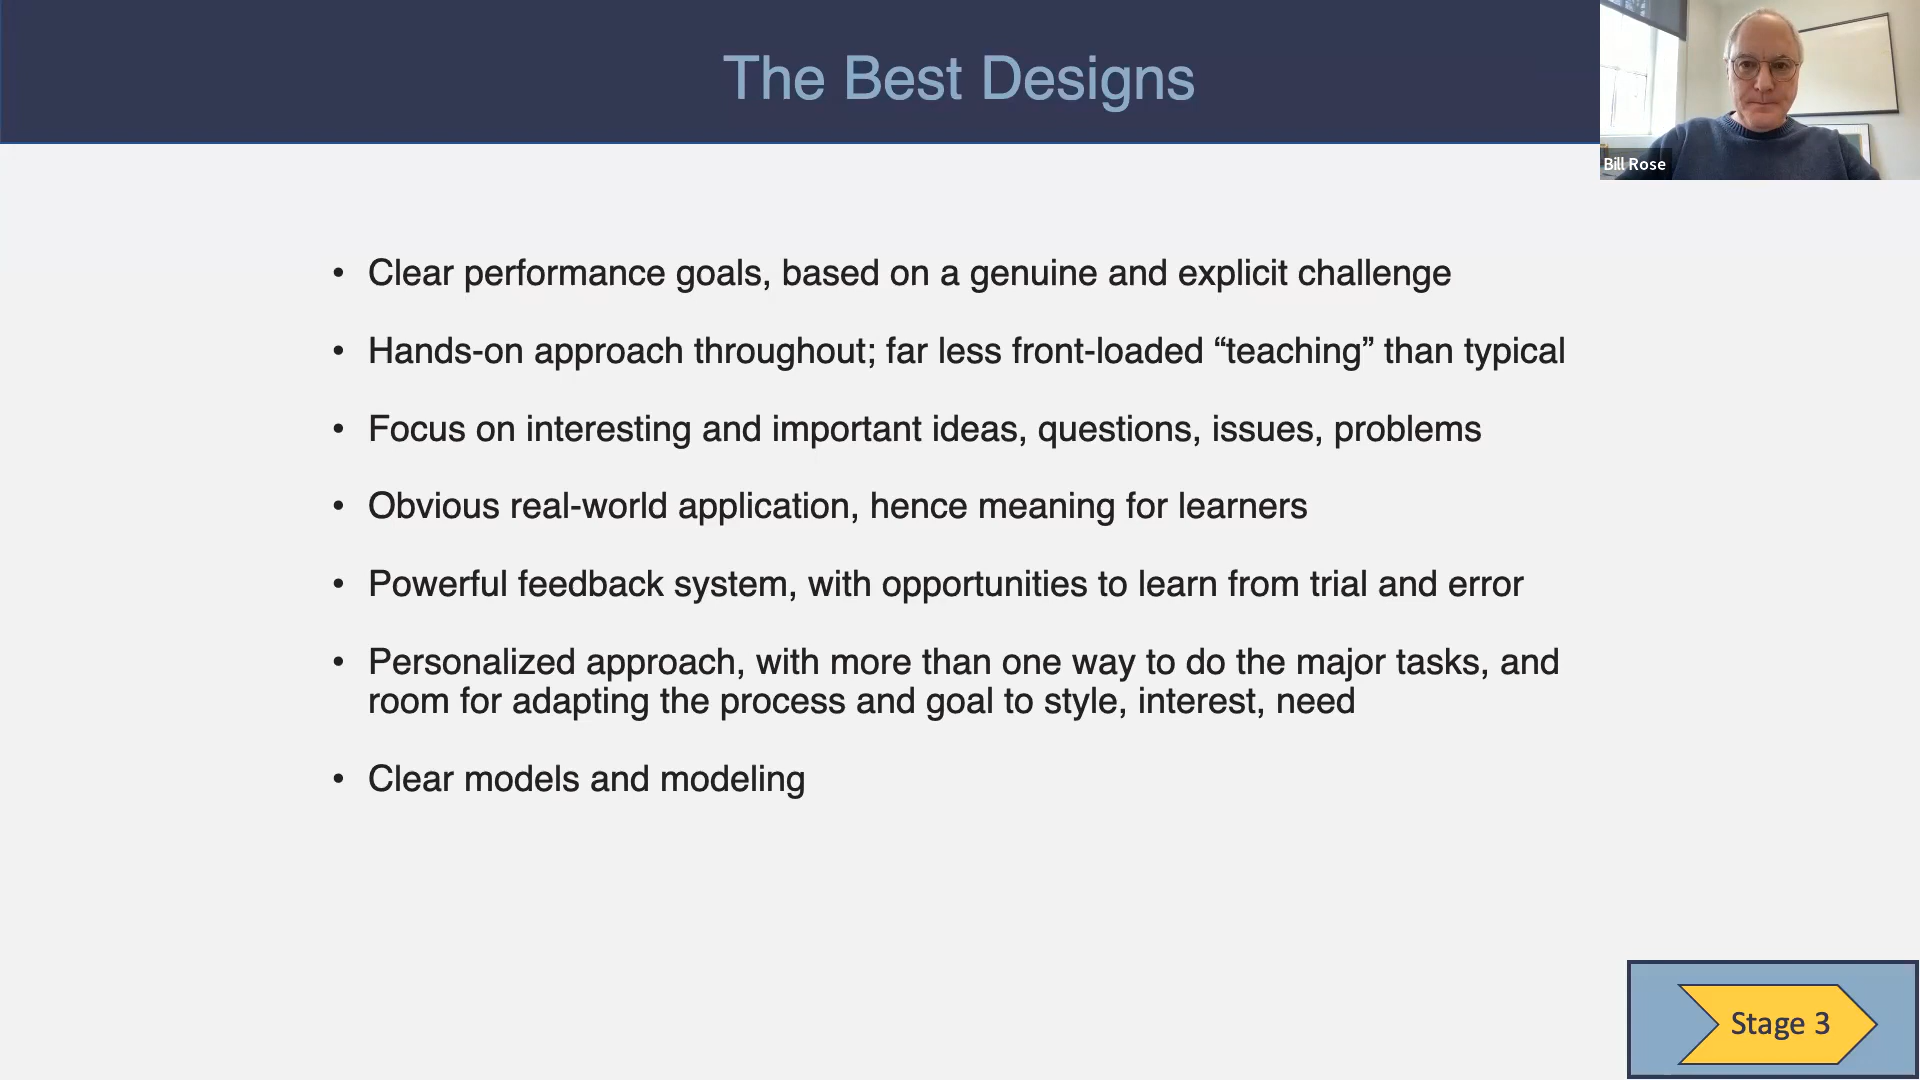 The Best Designs
Bill Rose
• Clear performance goals, based on a genuine and explicit challenge
• Hands-on approach throughout; far less front-loaded “teaching” than typical
• Focus on interesting and important ideas, questions, issues, problems
• Obvious real-world application, hence meaning for learners
• Powerful feedback system, with opportunities to learn from trial and error
• Personalized approach, with more than one way to do the major tasks, and
room for adapting the process and goal to style, interest, need
• Clear models and modeling
Stage 3